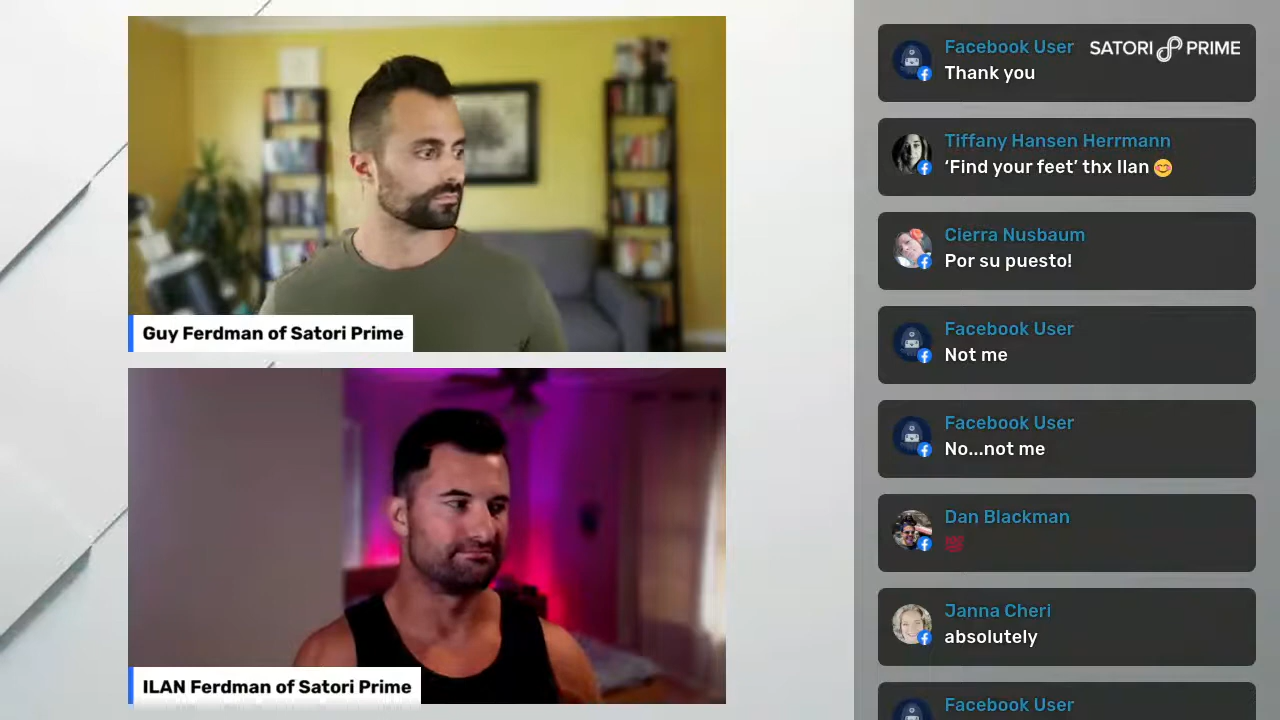 Guy Ferdman of Satori Prime
ILAN Ferdman of Satori Prime
Facebook User
SATORI PRIME
Thank you
Tiffany Hansen Herrmann
‘Find your feet’ thx Ilan 😊
Cierra Nusbaum
Por su puesto!
Facebook User
Not me
Facebook User
No...not me
Dan Blackman
💯
Janna Cheri
absolutely
Facebook User